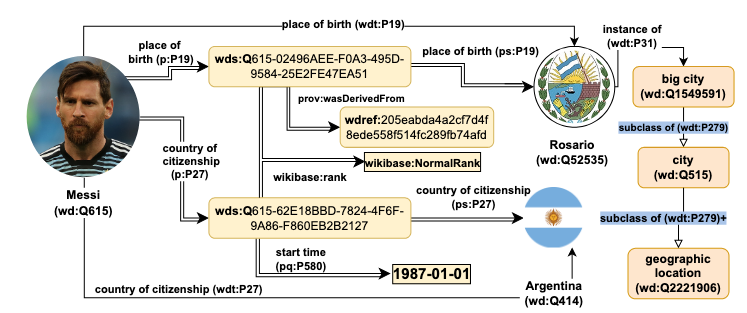 place of birth (wdt:P19)
instance of
(wdt:P31)
place of
birth (p:P19)
wds:Q615-02496AEE-F0A3-495D-
9584-25E2FE47EA51
place of birth (ps:P19)
big city
(wd:Q1549591)
prov:wasDerivedFrom
wdref:205eabda4a2cf7d4f
8ede558f514fc289fb74afd
subclass of (wdt:P279)
country of
citizenship
(p:P27)
Rosario
(wd:Q52535)
wikibase:NormalRank
wikibase:rank
city
(wd:Q515)
Messi
(wd:Q615)
wds:Q615-62E18BBD-7824-4F6F-
9A86-F860EB2B2127
country of citizenship
(ps:P27)
subclass of (wdt:P279)+
start time
(pq:P580)
1987-01-01
geographic
location
(wd:Q2221906)
country of citizenship (wdt:P27)
Argentina
(wd:Q414)